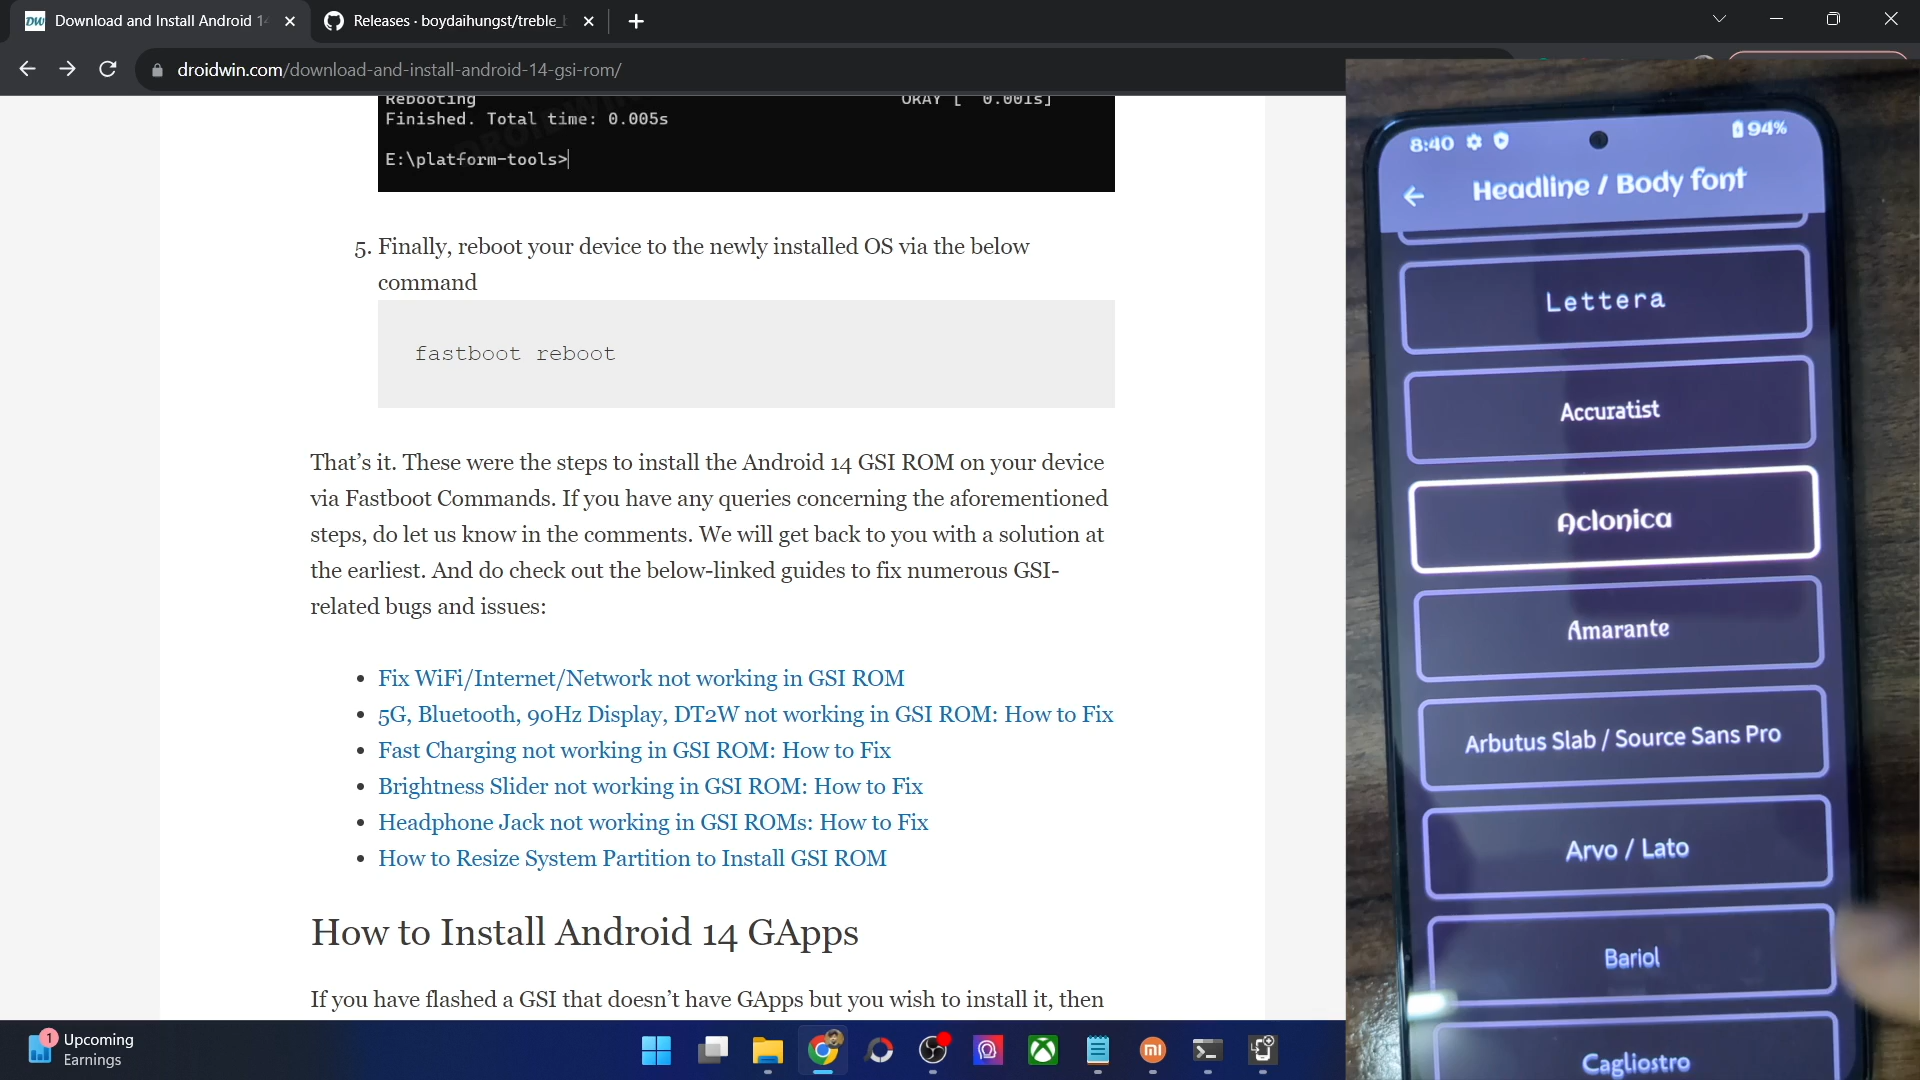 Download and Install Android 14
Releases · boydaihungst/treble_
droidwin.com/download-and-install-android-14-gsi-rom/
Rebooting OKAY [ 0.001s]
Finished. Total time: 0.005s
E:\platform-tools>
5. Finally, reboot your device to the newly installed OS via the below
command
fastboot reboot
That’s it. These were the steps to install the Android 14 GSI ROM on your device
via Fastboot Commands. If you have any queries concerning the aforementioned
steps, do let us know in the comments. We will get back to you with a solution at
the earliest. And do check out the below-linked guides to fix numerous GSI-
related bugs and issues:
• Fix WiFi/Internet/Network not working in GSI ROM
• 5G, Bluetooth, 90Hz Display, DT2W not working in GSI ROM: How to Fix
• Fast Charging not working in GSI ROM: How to Fix
• Brightness Slider not working in GSI ROM: How to Fix
• Headphone Jack not working in GSI ROMs: How to Fix
• How to Resize System Partition to Install GSI ROM
How to Install Android 14 GApps
If you have flashed a GSI that doesn’t have GApps but you wish to install it, then
1
Upcoming
Earnings
8:40 94%
Headline / Body font
Lettera
Accuratist
Aclonica
Amarante
Arbutus Slab / Source Sans Pro
Arvo / Lato
Bariol
Cagliostro